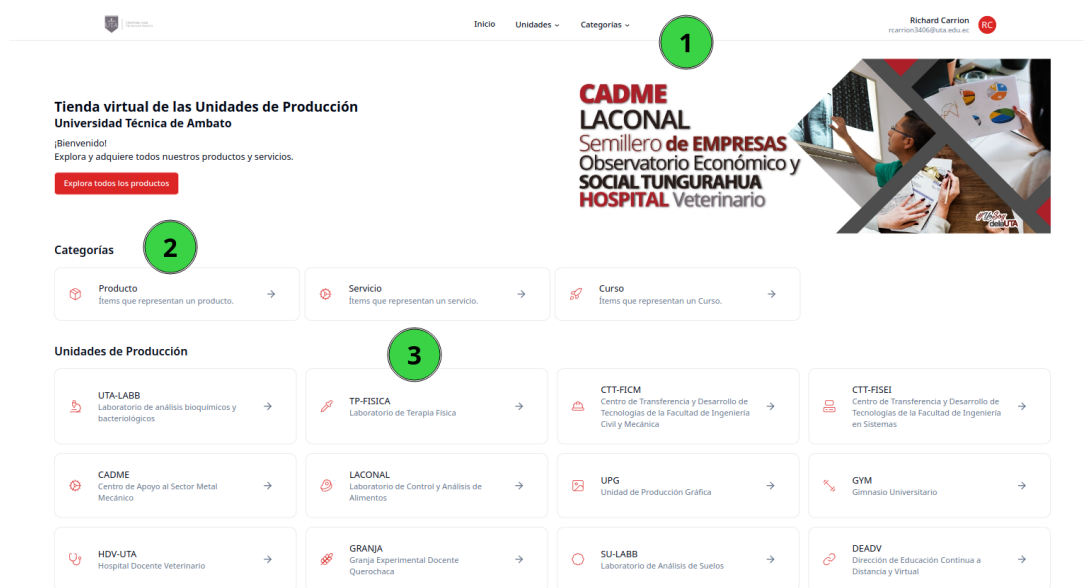 UTA
Inicio
Unidades
Categorías
1
Richard Carrion
rcarrion3406@uta.edu.ec
RC
Tienda virtual de las Unidades de Producción
Universidad Técnica de Ambato
¡Bienvenido!
Explora y adquiere todos nuestros productos y servicios.
Explora todos los productos
CADME
LACONAL
Semillero de EMPRESAS
Observatorio Económico y
SOCIAL TUNGURAHUA
HOSPITAL Veterinario
#YoSoy
delaUTA
Categorías
2
Producto
Ítems que representan un producto.
Servicio
Ítems que representan un servicio.
Curso
Ítems que representan un Curso.
Unidades de Producción
3
UTA-LABB
Laboratorio de análisis bioquímicos y
bacteriológicos
TP-FISICA
Laboratorio de Terapia Física
CTT-FICM
Centro de Transferencia y Desarrollo de
Tecnologías de la Facultad de Ingeniería
Civil y Mecánica
CTT-FISEI
Centro de Transferencia y Desarrollo de
Tecnologías de la Facultad de Ingeniería
en Sistemas
CADME
Centro de Apoyo al Sector Metal
Mecánico
LACONAL
Laboratorio de Control y Análisis de
Alimentos
UPG
Unidad de Producción Gráfica
GYM
Gimnasio Universitario
HDV-UTA
Hospital Docente Veterinario
GRANJA
Granja Experimental Docente
Querochaca
SU-LABB
Laboratorio de Análisis de Suelos
DEADV
Dirección de Educación Continua a
Distancia y Virtual